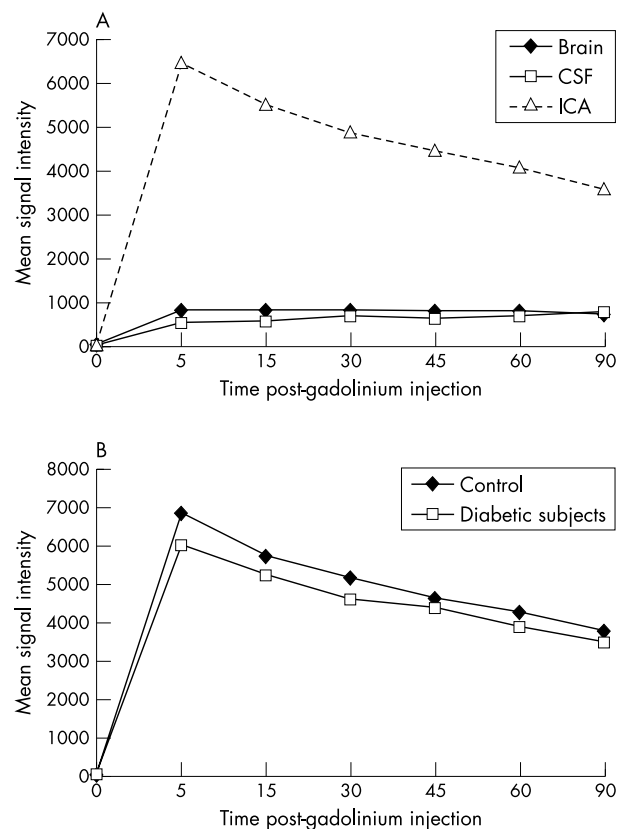 A
7000
6000
5000
4000
3000
2000
1000
0
Mean signal intensity
Brain
CSF
ICA
0 5 15 30 45 60 90
Time post-gadolinium injection
B
8000
7000
6000
5000
4000
3000
2000
1000
0
Mean signal intensity
Control
Diabetic subjects
0 5 15 30 45 60 90
Time post-gadolinium injection